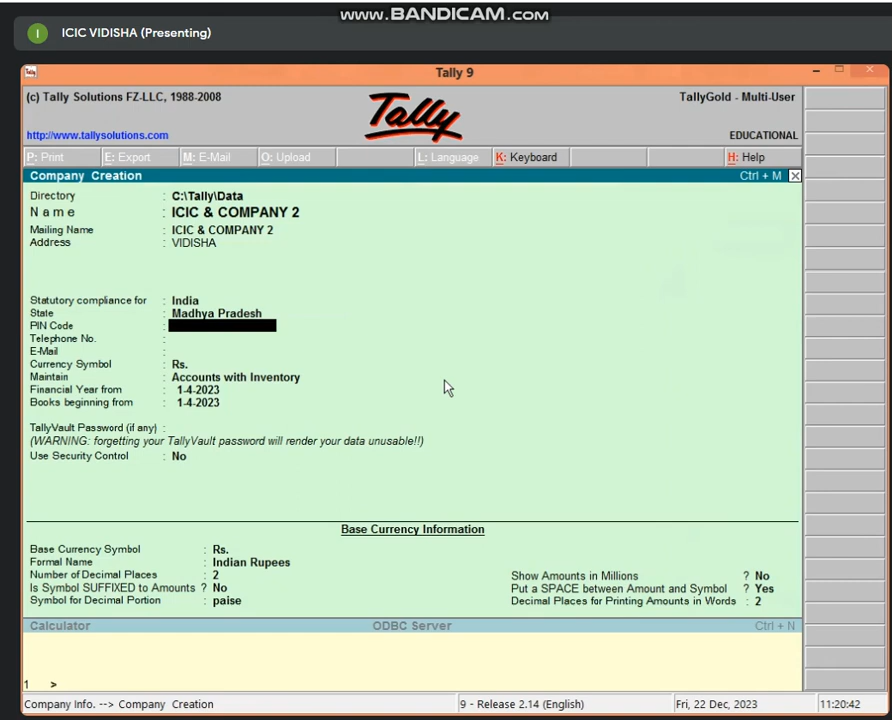 www.BANDICAM.com
I ICIC VIDISHA (Presenting)
Tally 9
(c) Tally Solutions FZ-LLC, 1988-2008
Tally
TallyGold - Multi-User
http://www.tallysolutions.com
EDUCATIONAL
P: Print E: Export M: E-Mail O: Upload L: Language K: Keyboard H: Help
Company Creation Ctrl + M
Directory : C:\Tally\Data
Name : ICIC & COMPANY 2
Mailing Name : ICIC & COMPANY 2
Address : VIDISHA
Statutory compliance for : India
State : Madhya Pradesh
PIN Code :
Telephone No. :
E-Mail :
Currency Symbol : Rs.
Maintain : Accounts with Inventory
Financial Year from : 1-4-2023
Books beginning from : 1-4-2023
TallyVault Password (if any) :
(WARNING: forgetting your TallyVault password will render your data unusable!!)
Use Security Control : No
Base Currency Information
Base Currency Symbol : Rs.
Formal Name : Indian Rupees
Number of Decimal Places : 2
Is Symbol SUFFIXED to Amounts ? No
Symbol for Decimal Portion : paise
Show Amounts in Millions ? No
Put a SPACE between Amount and Symbol ? Yes
Decimal Places for Printing Amounts in Words : 2
Calculator ODBC Server Ctrl + N
1 >
Company Info. --> Company Creation 9 - Release 2.14 (English) Fri, 22 Dec, 2023 11:20:42